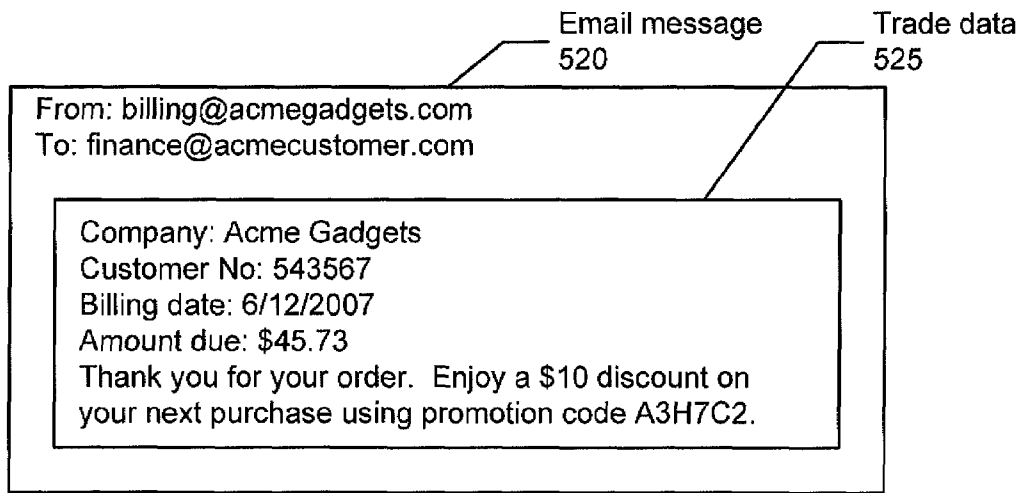 Email message
520
Trade data
525
From: billing@acmegadgets.com
To: finance@acmecustomer.com
Company: Acme Gadgets
Customer No: 543567
Billing date: 6/12/2007
Amount due: $45.73
Thank you for your order. Enjoy a $10 discount on
your next purchase using promotion code A3H7C2.